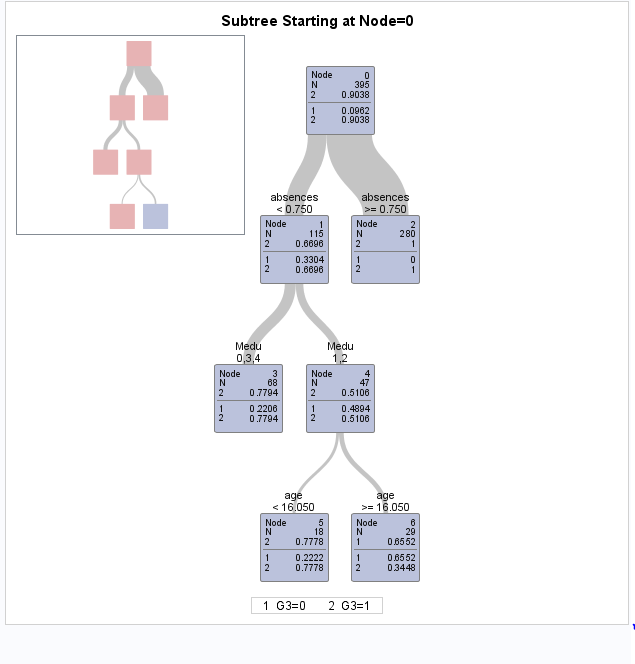 Subtree Starting at Node=0
Node 0
N 395
2 0.9038
1 0.0962
2 0.9038
absences
< 0.750
absences
>= 0.750
Node 1
N 115
2 0.6696
1 0.3304
2 0.6696
Node 2
N 280
2 1
1 0
2 1
Medu
0,3,4
Medu
1,2
Node 3
N 68
2 0.7794
1 0.2206
2 0.7794
Node 4
N 47
2 0.5106
1 0.4894
2 0.5106
age
< 16.050
age
>= 16.050
Node 5
N 18
2 0.7778
1 0.2222
2 0.7778
Node 6
N 29
1 0.6552
1 0.6552
2 0.3448
1 G3=0 2 G3=1